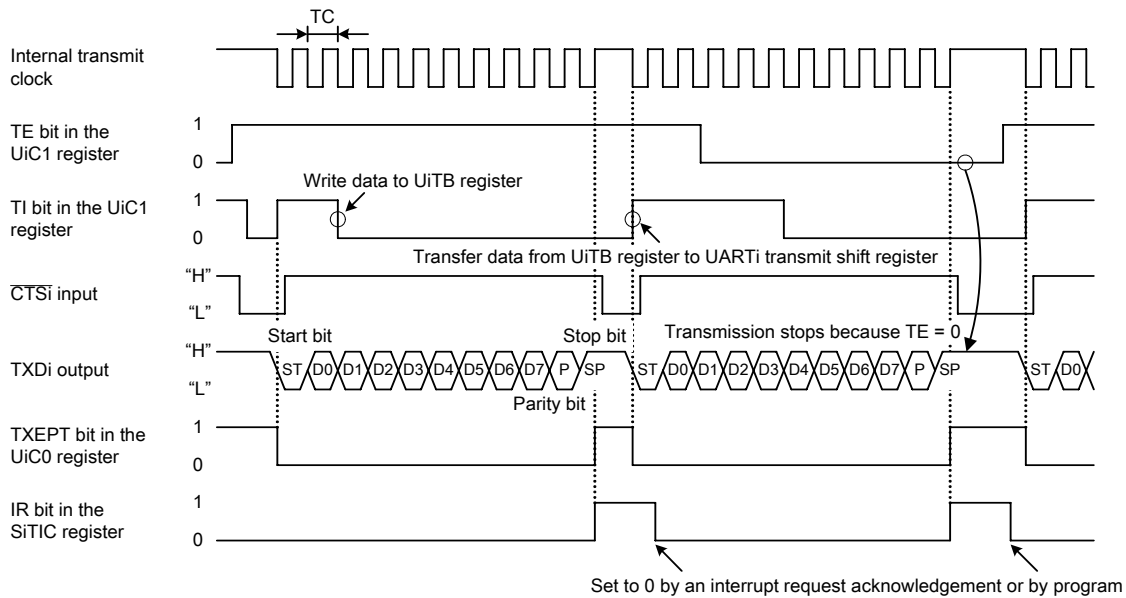 TC
Internal transmit
clock
TE bit in the
UiC1 register
1
0
Write data to UiTB register
TI bit in the UiC1
register
1
0
Transfer data from UiTB register to UARTi transmit shift register
CTSi input
“H”
“L”
Start bit
Stop bit
Transmission stops because TE = 0
TXDi output
“H”
“L”
ST D0 D1 D2 D3 D4 D5 D6 D7 P SP ST D0 D1 D2 D3 D4 D5 D6 D7 P SP ST D0
Parity bit
TXEPT bit in the
UiC0 register
1
0
IR bit in the
SiTIC register
1
0
Set to 0 by an interrupt request acknowledgement or by program